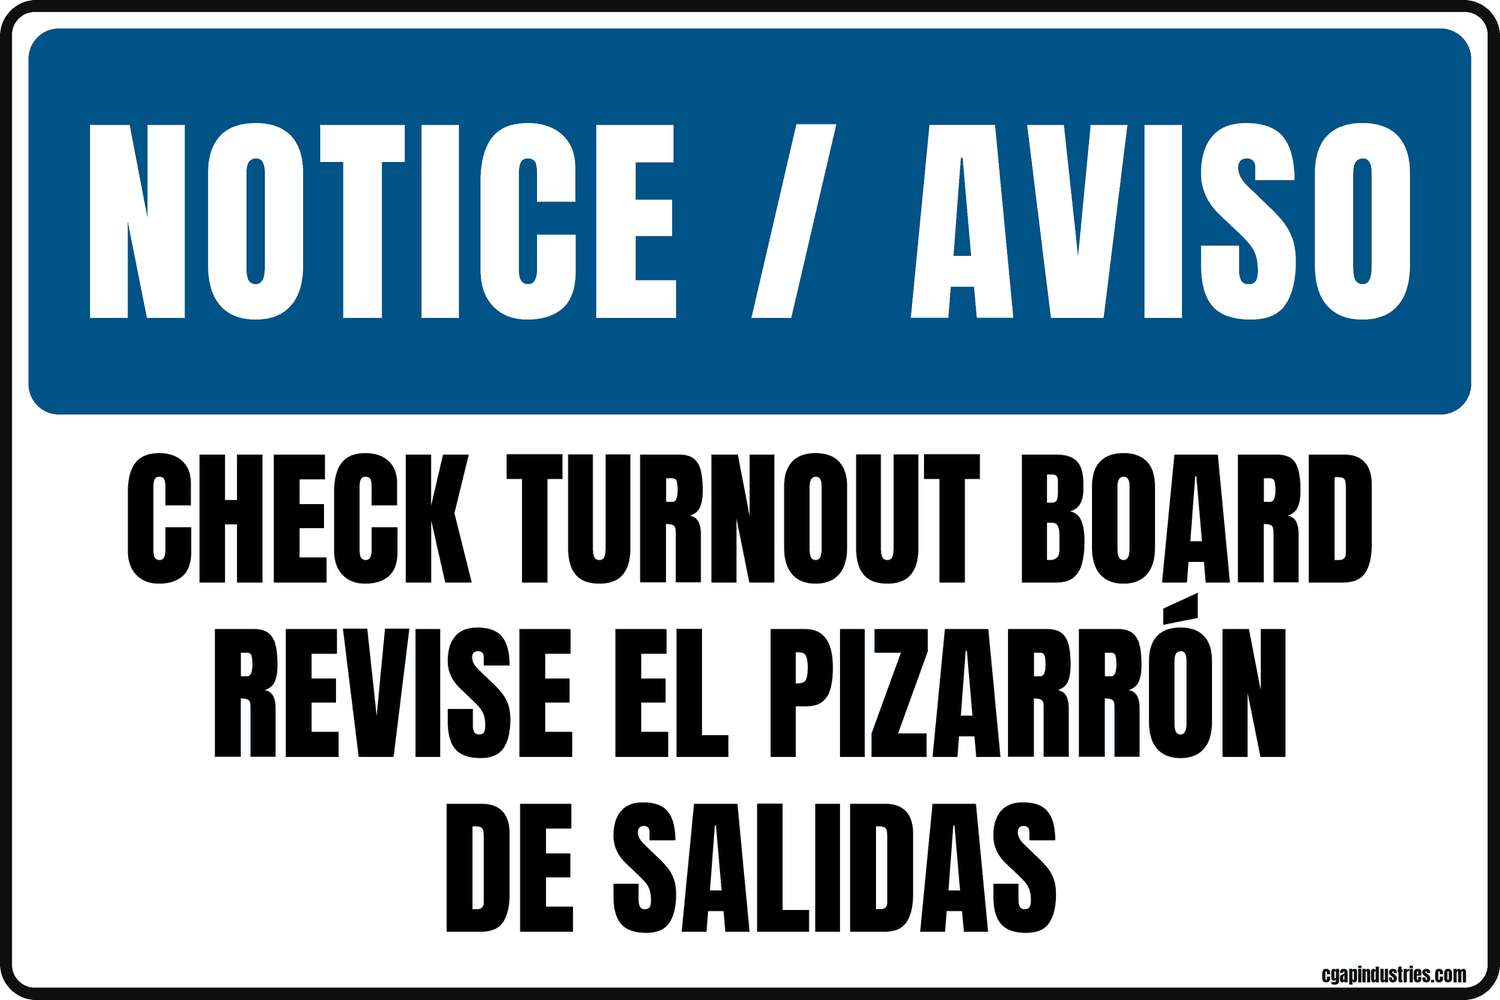 NOTICE / AVISO
CHECK TURNOUT BOARD
REVISE EL PIZARRÓN
DE SALIDAS
cgapindustries.com